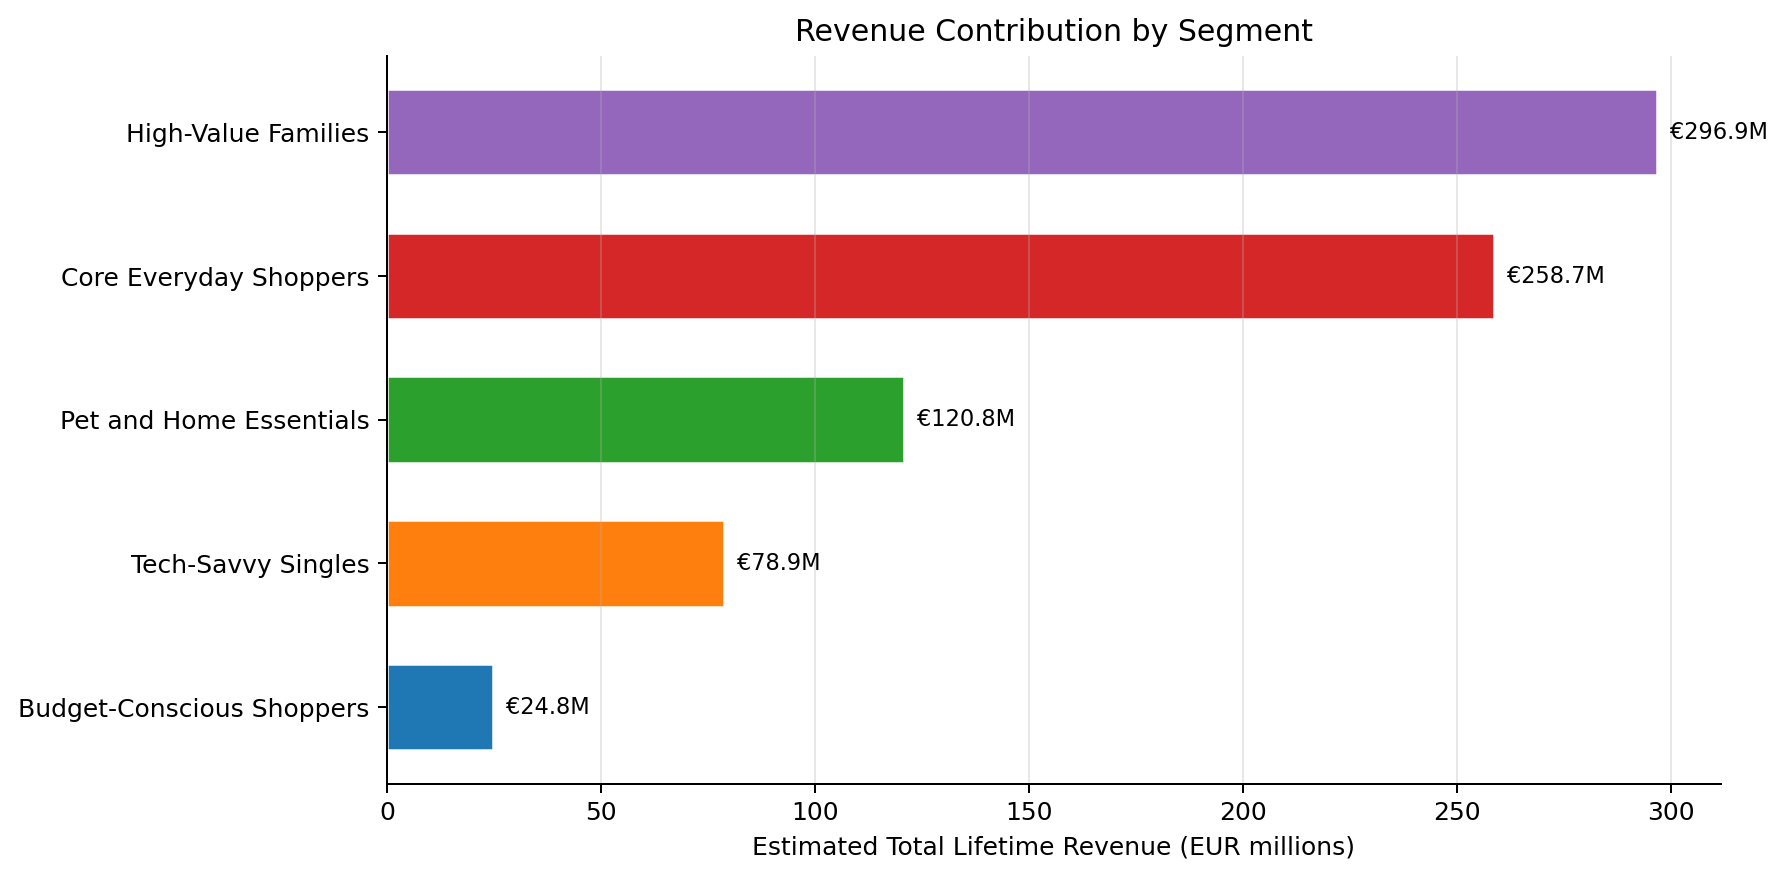 Revenue Contribution by Segment
High-Value Families
€296.9M
Core Everyday Shoppers
€258.7M
Pet and Home Essentials
€120.8M
Tech-Savvy Singles
€78.9M
Budget-Conscious Shoppers
€24.8M
0 50 100 150 200 250 300
Estimated Total Lifetime Revenue (EUR millions)